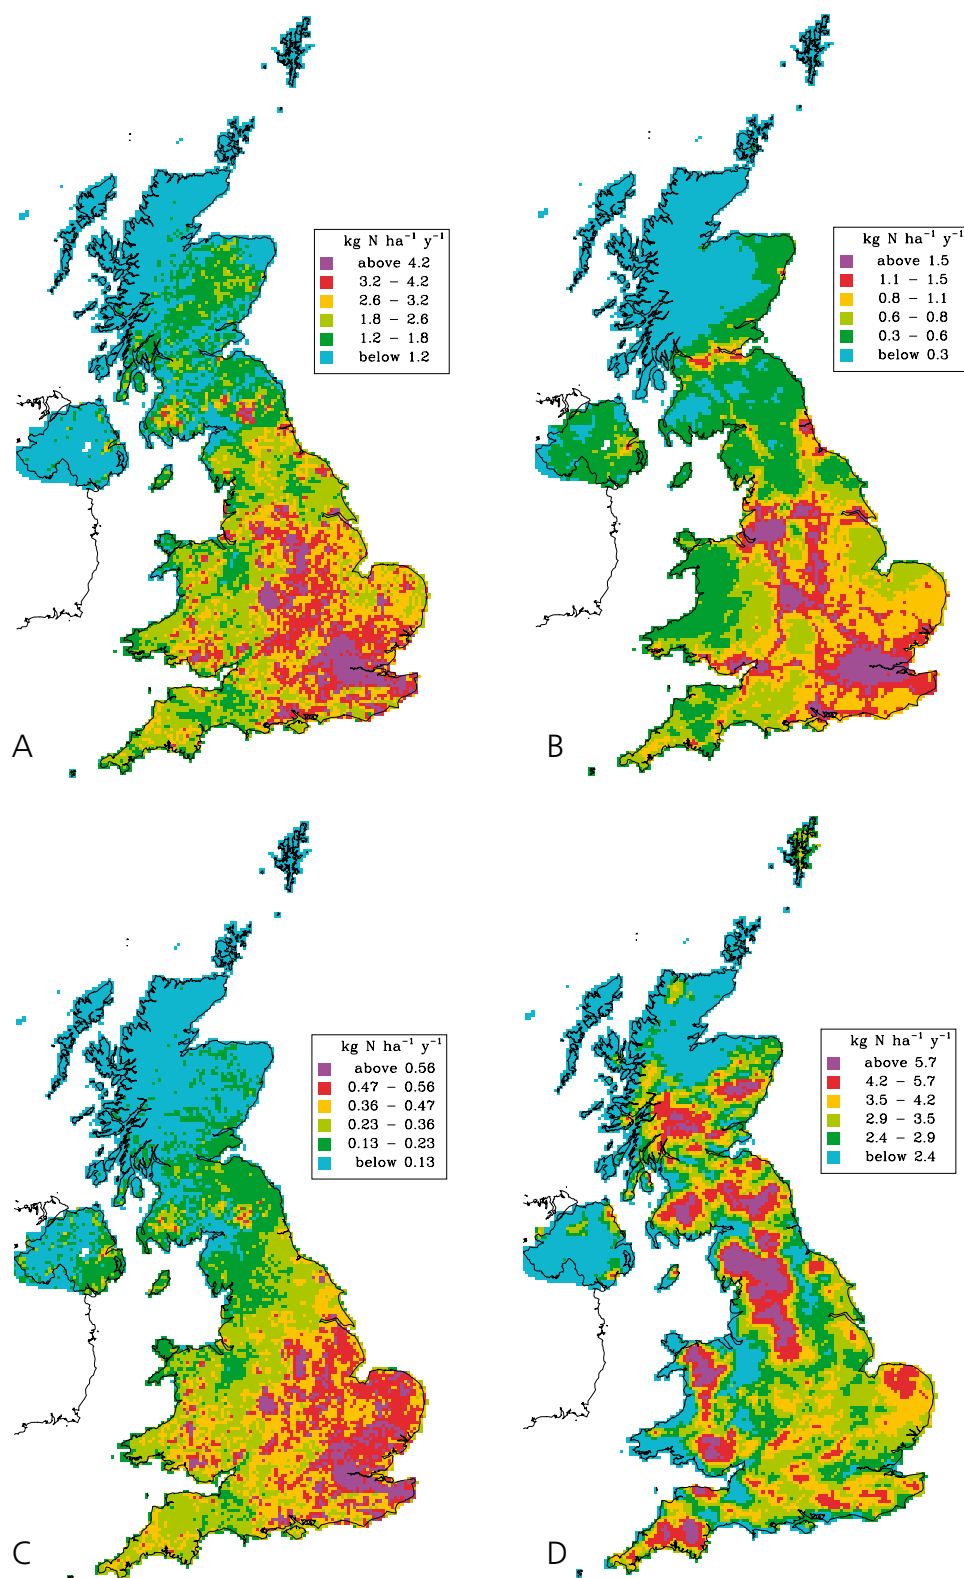 kg N ha⁻¹ y⁻¹
above 4.2
3.2 – 4.2
2.6 – 3.2
1.8 – 2.6
1.2 – 1.8
below 1.2
A
kg N ha⁻¹ y⁻¹
above 1.5
1.1 – 1.5
0.8 – 1.1
0.6 – 0.8
0.3 – 0.6
below 0.3
B
kg N ha⁻¹ y⁻¹
above 0.56
0.47 – 0.56
0.36 – 0.47
0.23 – 0.36
0.13 – 0.23
below 0.13
C
kg N ha⁻¹ y⁻¹
above 5.7
4.2 – 5.7
3.5 – 4.2
2.9 – 3.5
2.4 – 2.9
below 2.4
D